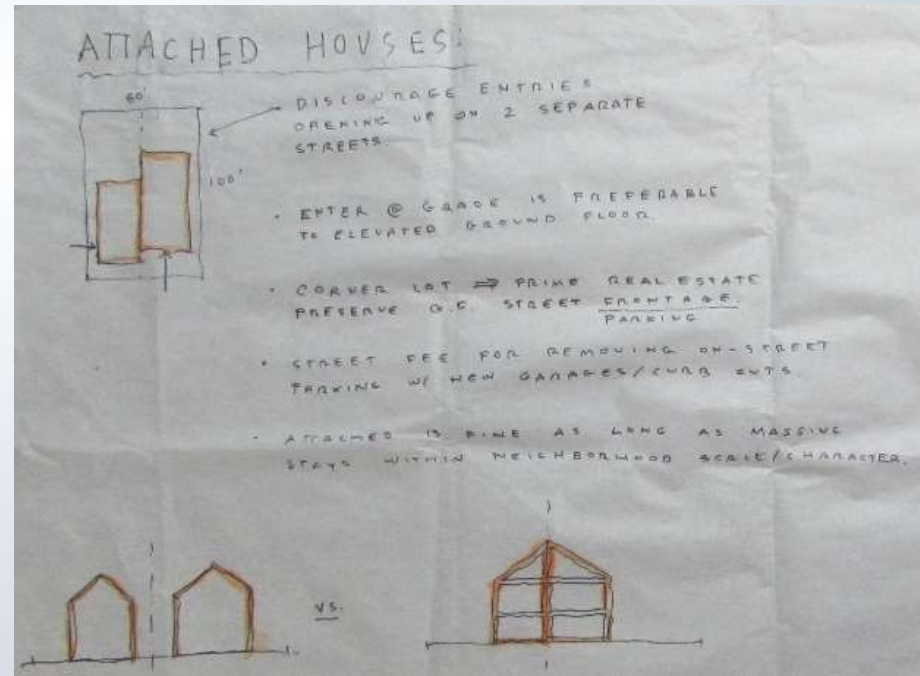 ATTACHED HOUSES:
60'
100'
DISCOURAGE ENTRIES
OPENING UP ON 2 SEPARATE
STREETS.
• ENTER @ GRADE IS PREFERABLE
TO ELEVATED GROUND FLOOR.
• CORNER LOT ⇒ PRIME REAL ESTATE
PRESERVE STREET FRONTAGE.
PARKING
• STREET FEE FOR REMOVING ON-STREET
PARKING W/ NEW GARAGES/CURB CUTS.
• ATTACHED IS FINE AS LONG AS MASSING
STAYS WITHIN NEIGHBORHOOD SCALE/CHARACTER.
VS.